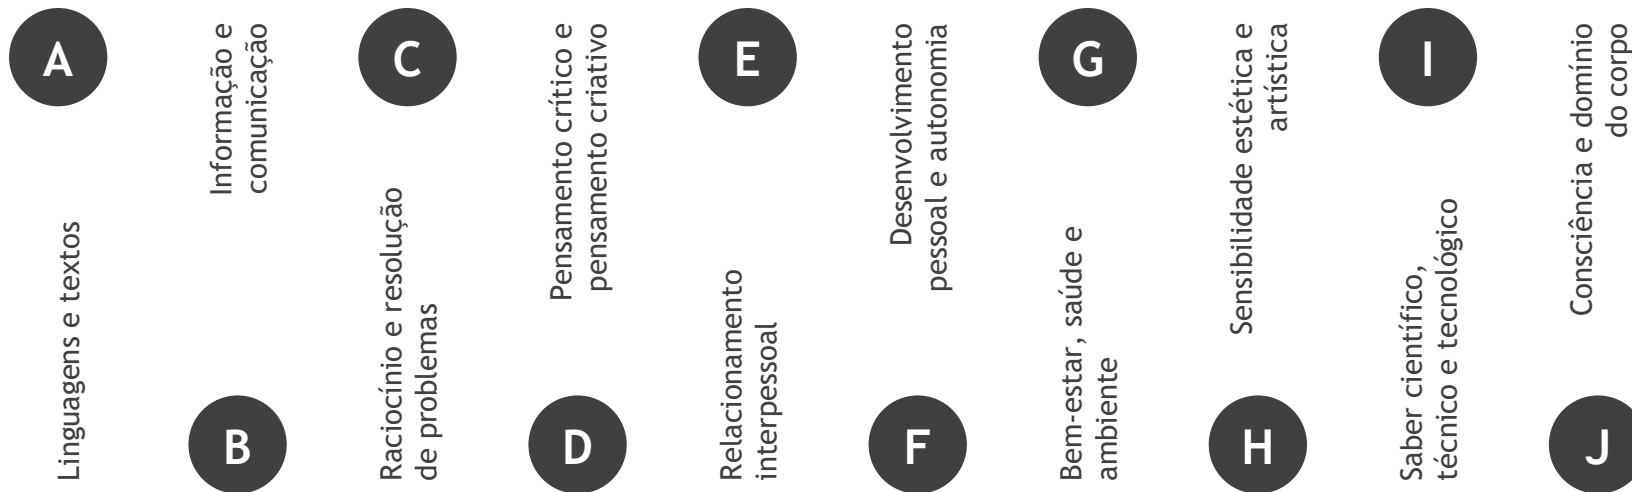 A
Linguagens e textos
Informação e
comunicação
B
C
Raciocínio e resolução
de problemas
Pensamento crítico e
pensamento criativo
D
E
Relacionamento
interpessoal
Desenvolvimento
pessoal e autonomia
F
G
Bem-estar, saúde e
ambiente
Sensibilidade estética e
artística
H
I
Saber científico,
técnico e tecnológico
Consciência e domínio
do corpo
J